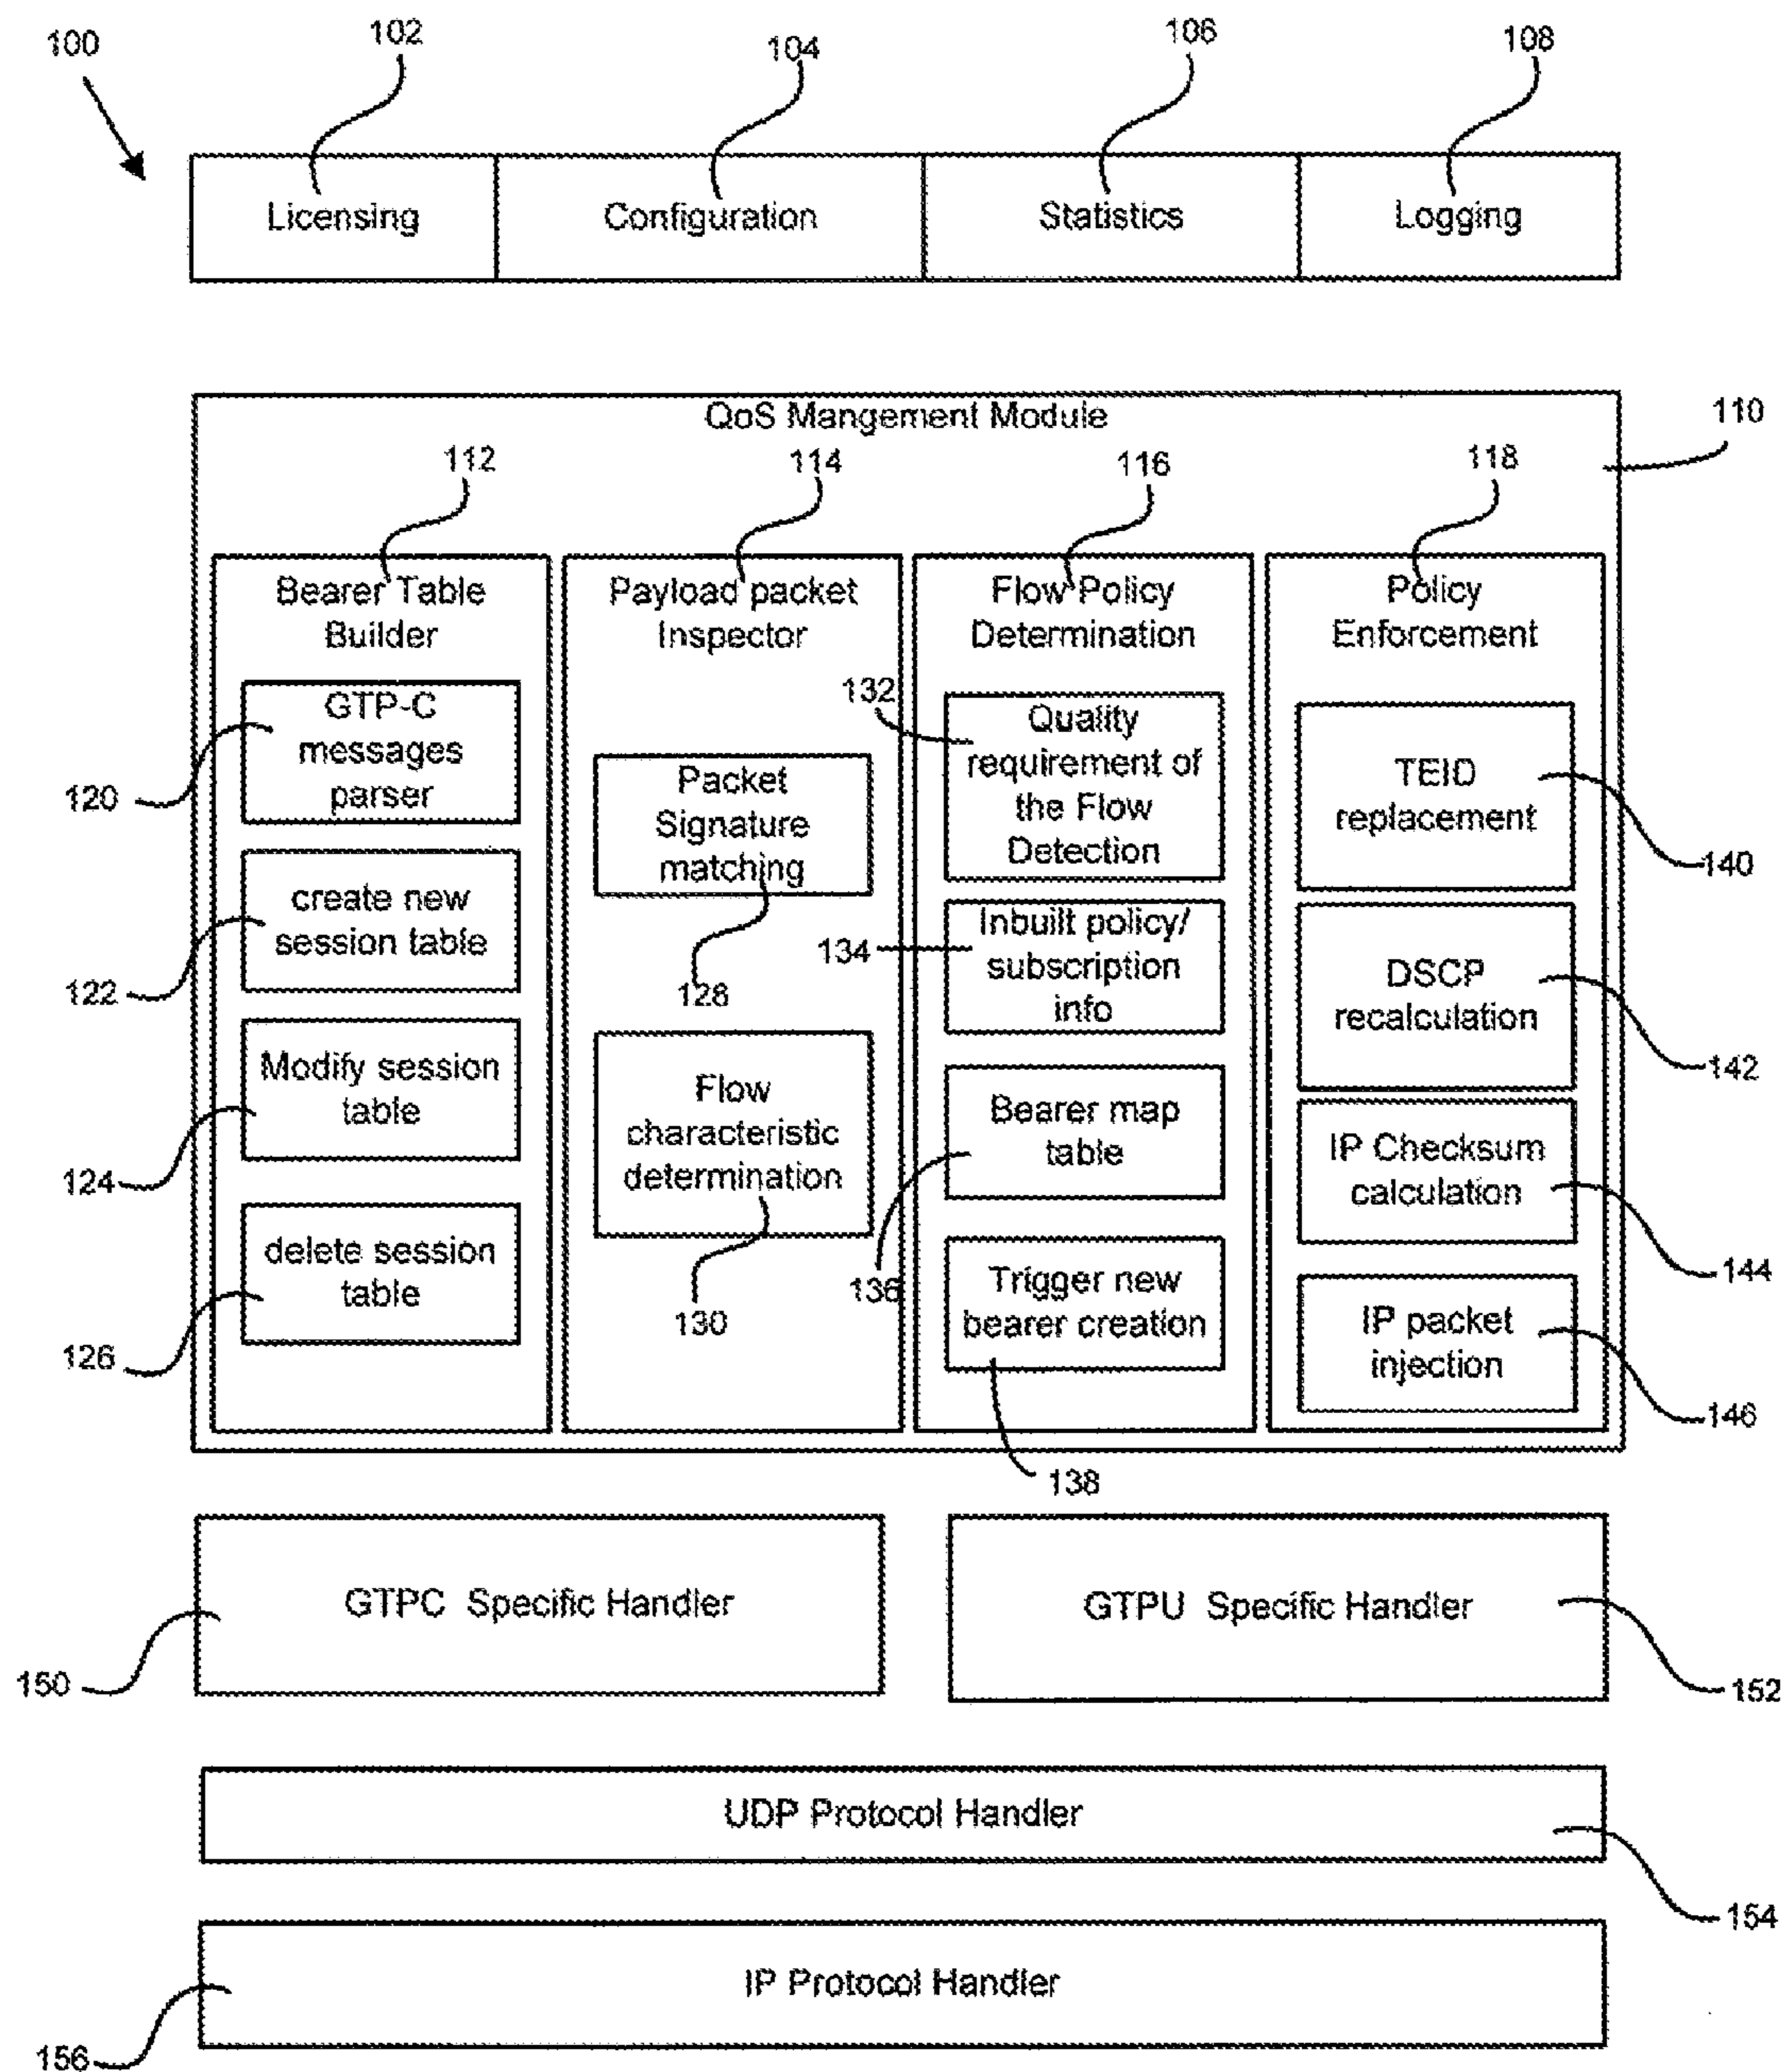 100
102
104
106
108
Licensing
Configuration
Statistics
Logging
QoS Mangement Module
110
112
114
116
118
Bearer Table
Builder
Payload packet
Inspector
Flow Policy
Determination
Policy
Enforcement
GTP-C
messages
parser
120
create new
session table
122
Modify session
table
124
delete session
table
126
Packet
Signature
matching
128
Flow
characteristic
determination
130
132
Quality
requirement of
the Flow
Detection
134
Inbuilt policy/
subscription
info
Bearer map
table
136
Trigger new
bearer creation
138
TEID
replacement
140
DSCP
recalculation
142
IP Checksum
calculation
144
IP packet
injection
146
GTPC Specific Handler
150
GTPU Specific Handler
152
UDP Protocol Handler
154
IP Protocol Handler
156